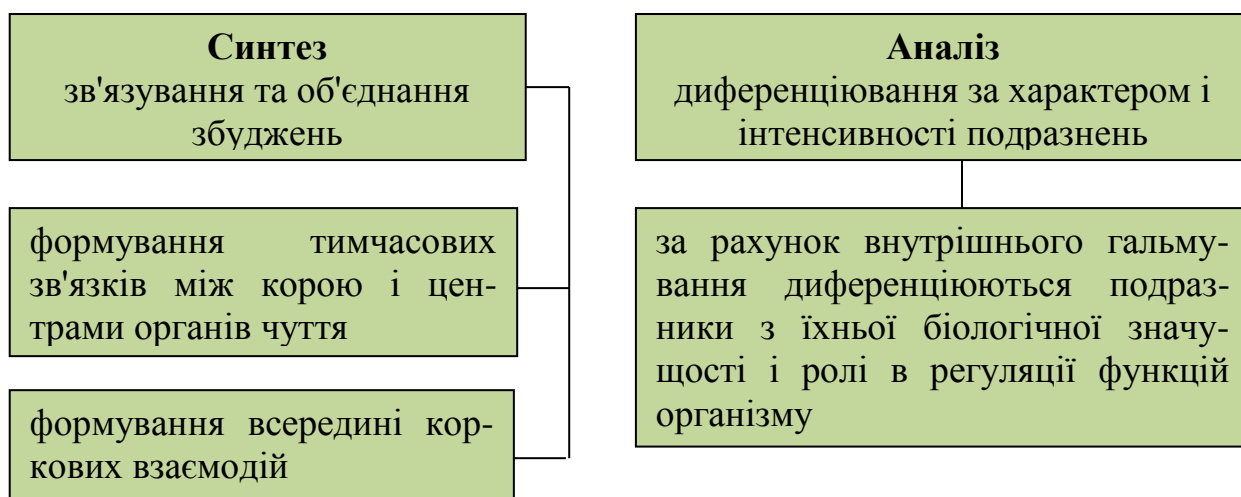 Синтез
зв'язування та об'єднання
збуджень
формування тимчасових
зв'язків між корою і цен-
трами органів чуття
формування всередині кор-
кових взаємодій
Аналіз
диференціювання за характером і
інтенсивності подразнень
за рахунок внутрішнього гальму-
вання диференціюються подраз-
ники з їхньої біологічної значу-
щості і ролі в регуляції функцій
організму